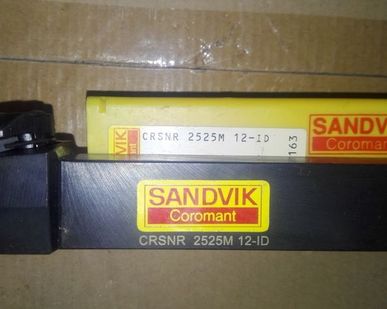 CRSNR 2525M 12-ID
163
SANDVIK
Coromant
SANDVIK
Coromant
CRSNR 2525M 12-ID